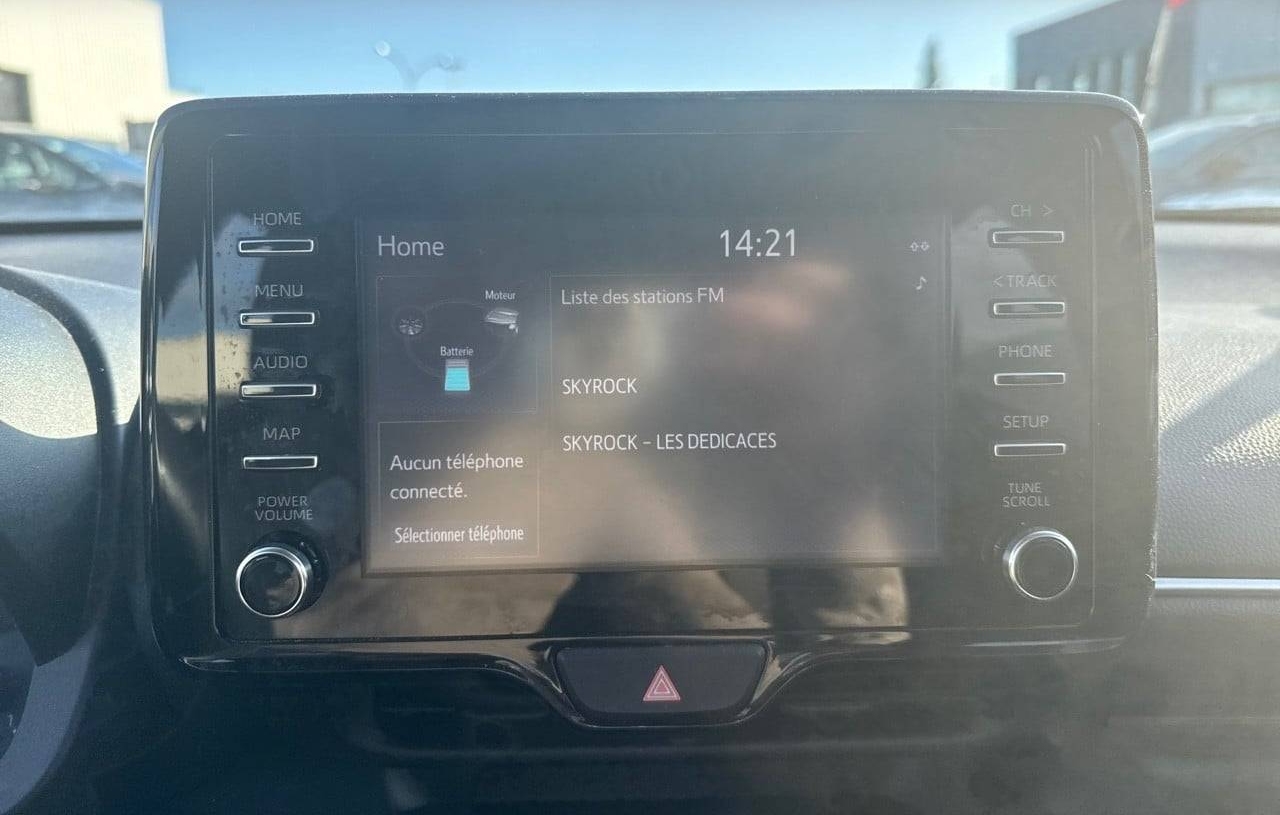 HOME
MENU
AUDIO
MAP
POWER
VOLUME
Home
14:21
Moteur
Batterie
Aucun téléphone
connecté.
Sélectionner téléphone
Liste des stations FM
SKYROCK
SKYROCK - LES DEDICACES
CH >
< TRACK
PHONE
SETUP
TUNE
SCROLL